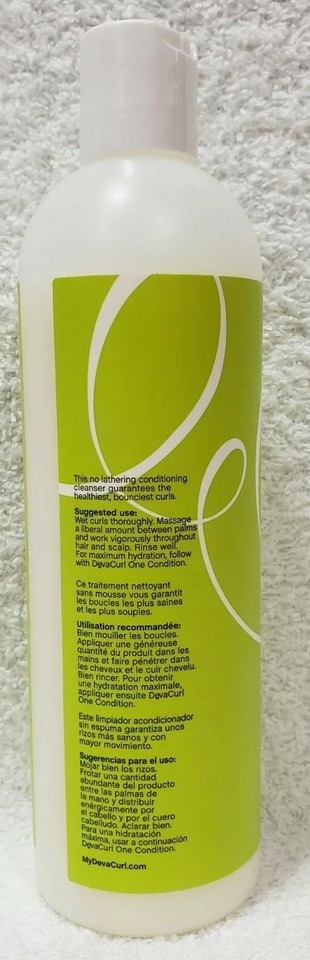 This no lathering conditioning
cleanser guarantees the
healthiest, bounciest curls.
Suggested use:
Wet curls thoroughly. Massage
a liberal amount between palms
and work vigorously throughout
hair and scalp. Rinse well.
For maximum hydration, follow
with DevaCurl One Condition.
Ce traitement nettoyant
sans mousse vous garantit
les boucles les plus saines
et les plus souples.
Utilisation recommandée:
Bien mouiller les boucles.
Appliquer une généreuse
quantité du produit dans les
mains et faire pénétrer dans
les cheveux et le cuir chevelu.
Bien rincer. Pour obtenir
une hydratation maximale,
appliquer ensuite DevaCurl
One Condition.
Este limpiador acondicionador
sin espuma garantiza unos
rizos más sanos y con
mayor movimiento.
Sugerencias para el uso:
Mojar bien los rizos.
Frotar una cantidad
abundante del producto
entre las palmas de
la mano y distribuir
enérgicamente por
el cabello y por el cuero
cabelludo. Aclarar bien.
Para una hidratación
máxima, usar a continuación
DevaCurl One Condition.
MyDevaCurl.com